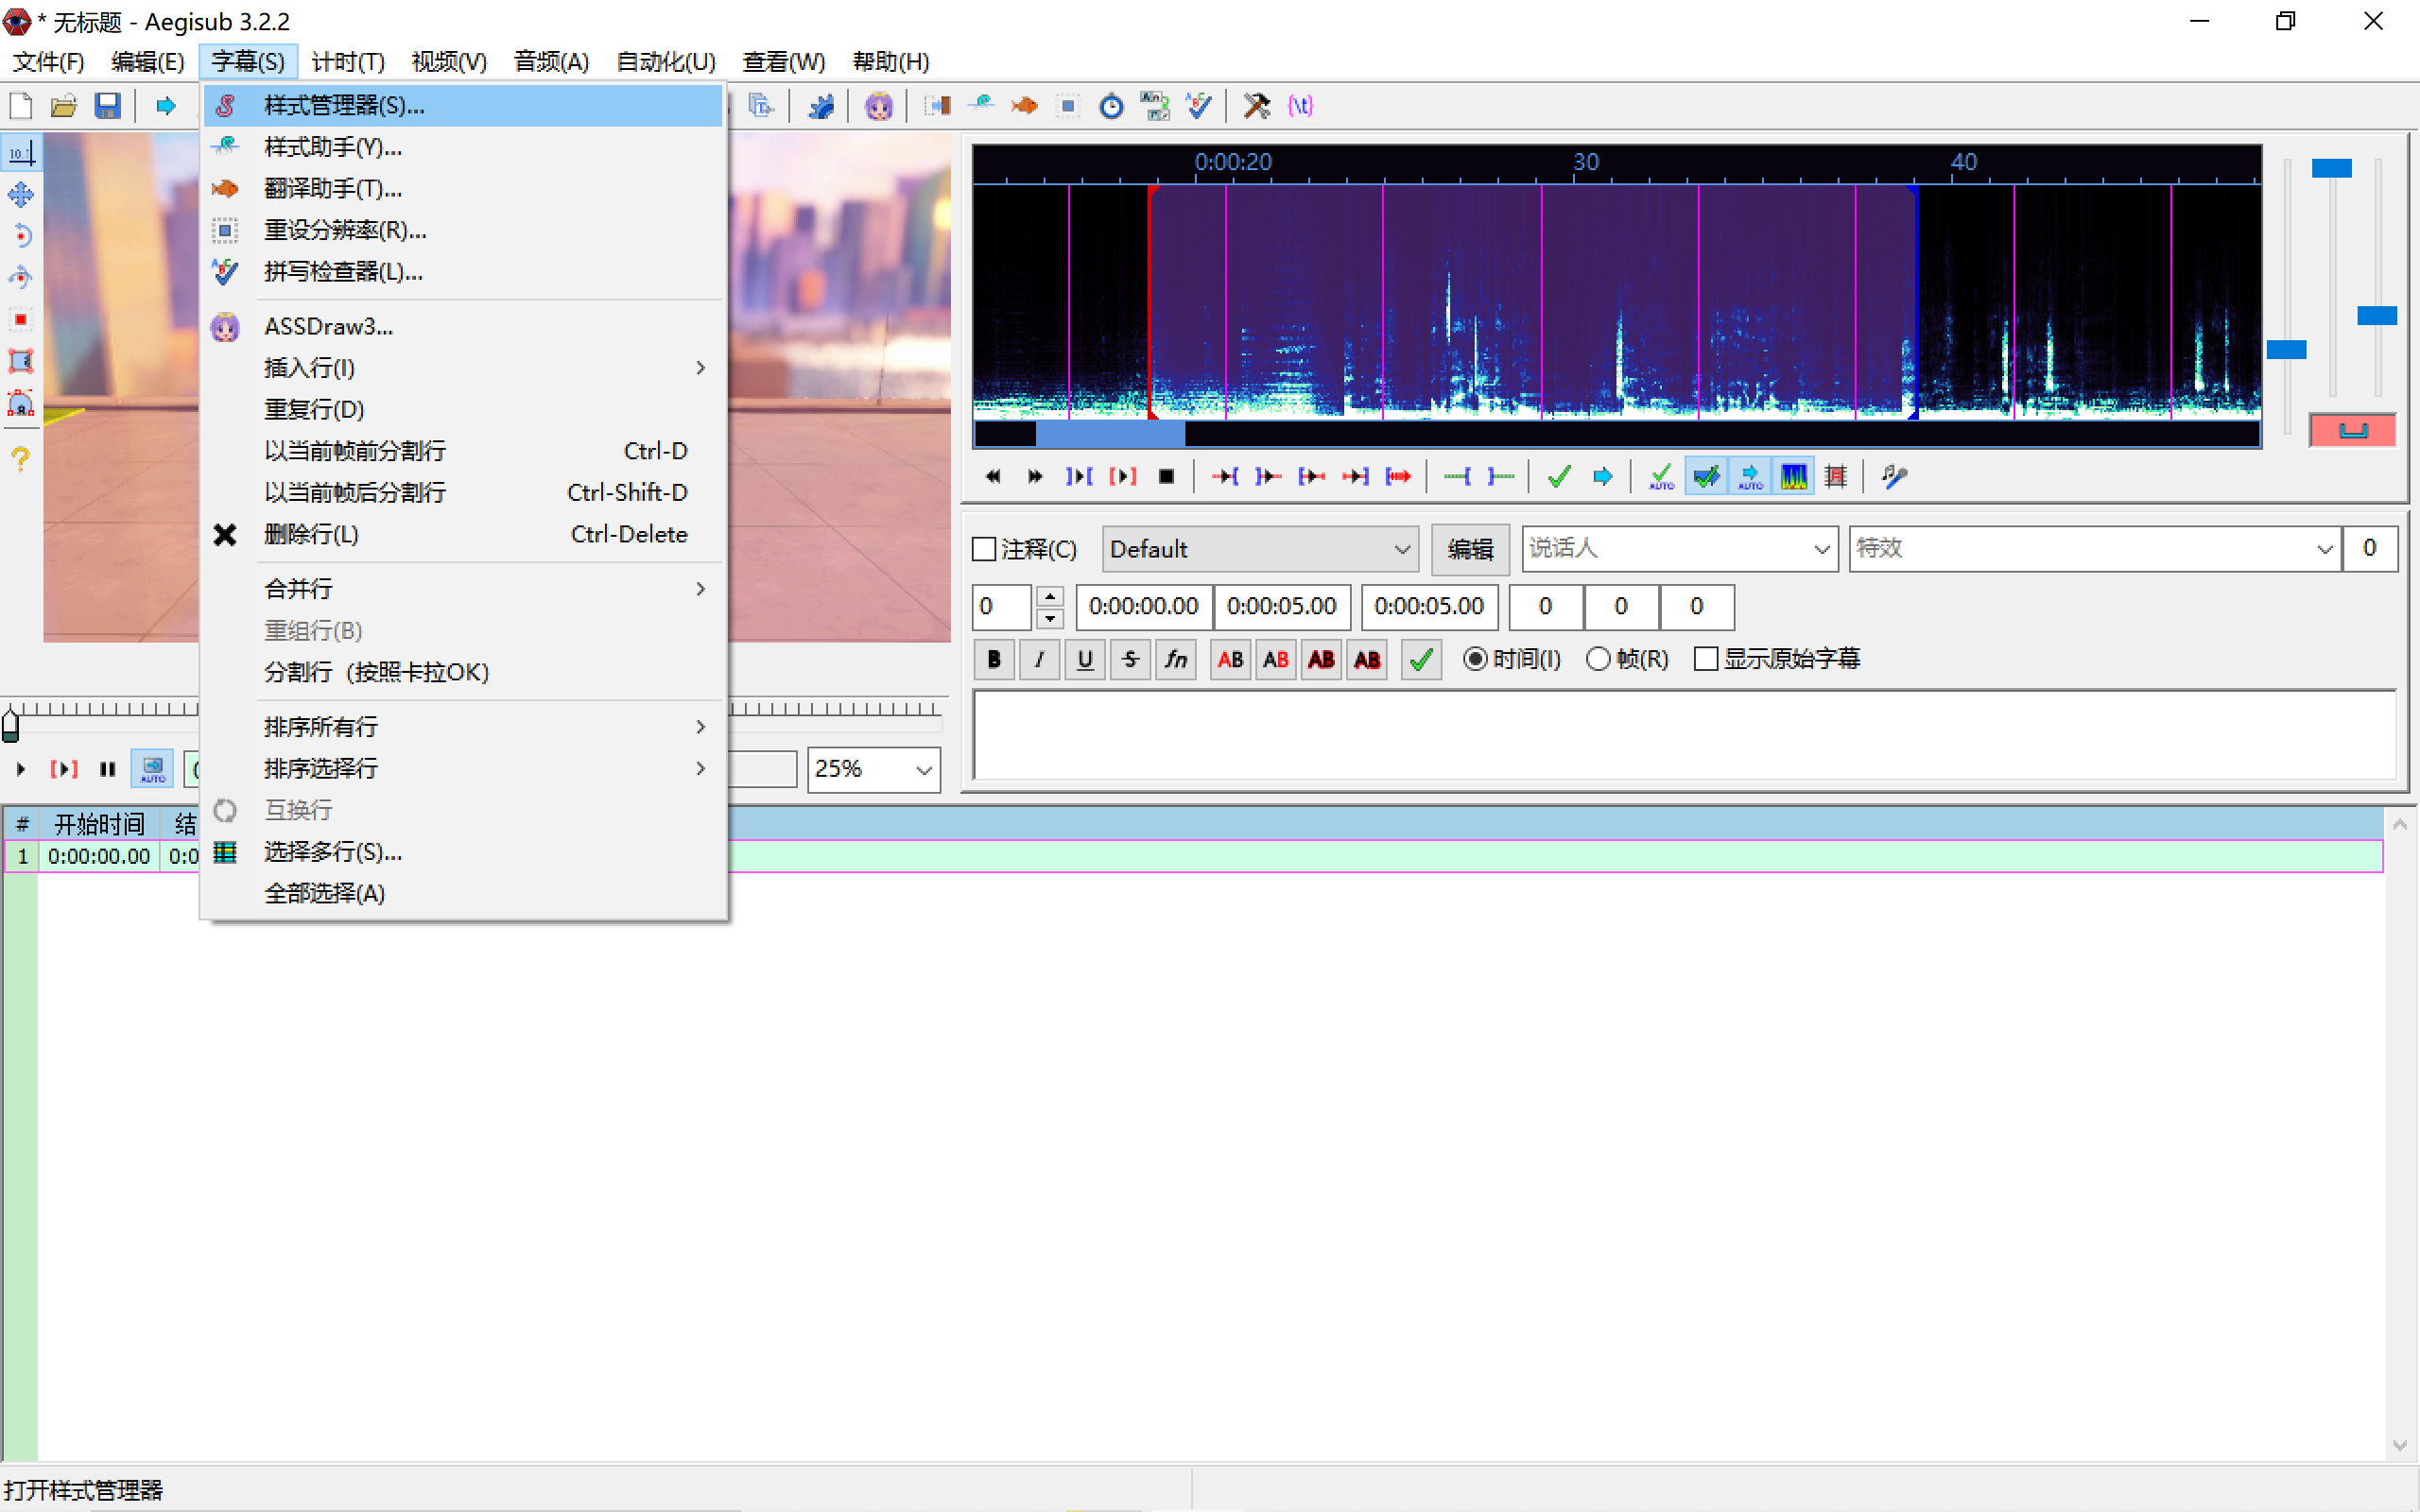 * 无标题 - Aegisub 3.2.2
文件(F) 编辑(E) 字幕(S) 计时(T) 视频(V) 音频(A) 自动化(U) 查看(W) 帮助(H)
样式管理器(S)...
样式助手(Y)...
翻译助手(T)...
重设分辨率(R)...
拼写检查器(L)...
ASSDraw3...
插入行(I)
重复行(D)
以当前帧前分割行 Ctrl-D
以当前帧后分割行 Ctrl-Shift-D
删除行(L) Ctrl-Delete
合并行
重组行(B)
分割行（按照卡拉OK）
排序所有行
排序选择行
互换行
选择多行(S)...
全部选择(A)
0:00:20 30 40
AUTO AUTO
注释(C) Default 编辑 说话人 特效 0
0 0:00:00.00 0:00:05.00 0:00:05.00 0 0 0
B I U S fn AB AB AB AB 时间(I) 帧(R) 显示原始字幕
AUTO 25%
# 开始时间 结
1 0:00:00.00 0:0
打开样式管理器